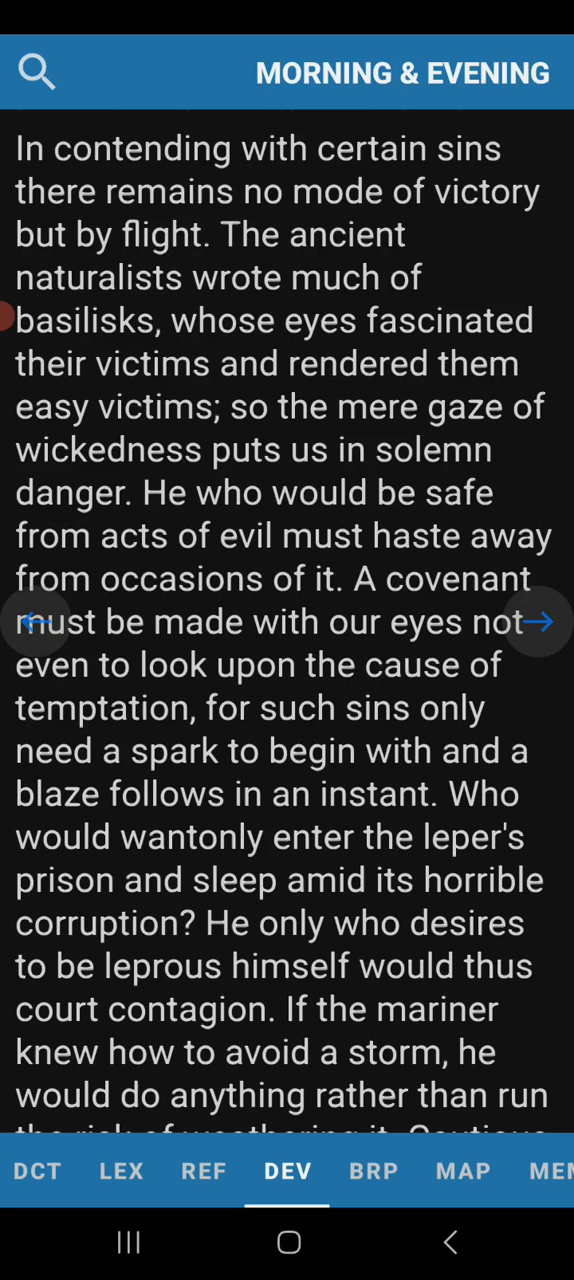 MORNING & EVENING
In contending with certain sins
there remains no mode of victory
but by flight. The ancient
naturalists wrote much of
basilisks, whose eyes fascinated
their victims and rendered them
easy victims; so the mere gaze of
wickedness puts us in solemn
danger. He who would be safe
from acts of evil must haste away
from occasions of it. A covenant
must be made with our eyes not
even to look upon the cause of
temptation, for such sins only
need a spark to begin with and a
blaze follows in an instant. Who
would wantonly enter the leper's
prison and sleep amid its horrible
corruption? He only who desires
to be leprous himself would thus
court contagion. If the mariner
knew how to avoid a storm, he
would do anything rather than run
the risk of weathering it. Cautious
DCT LEX REF DEV BRP MAP